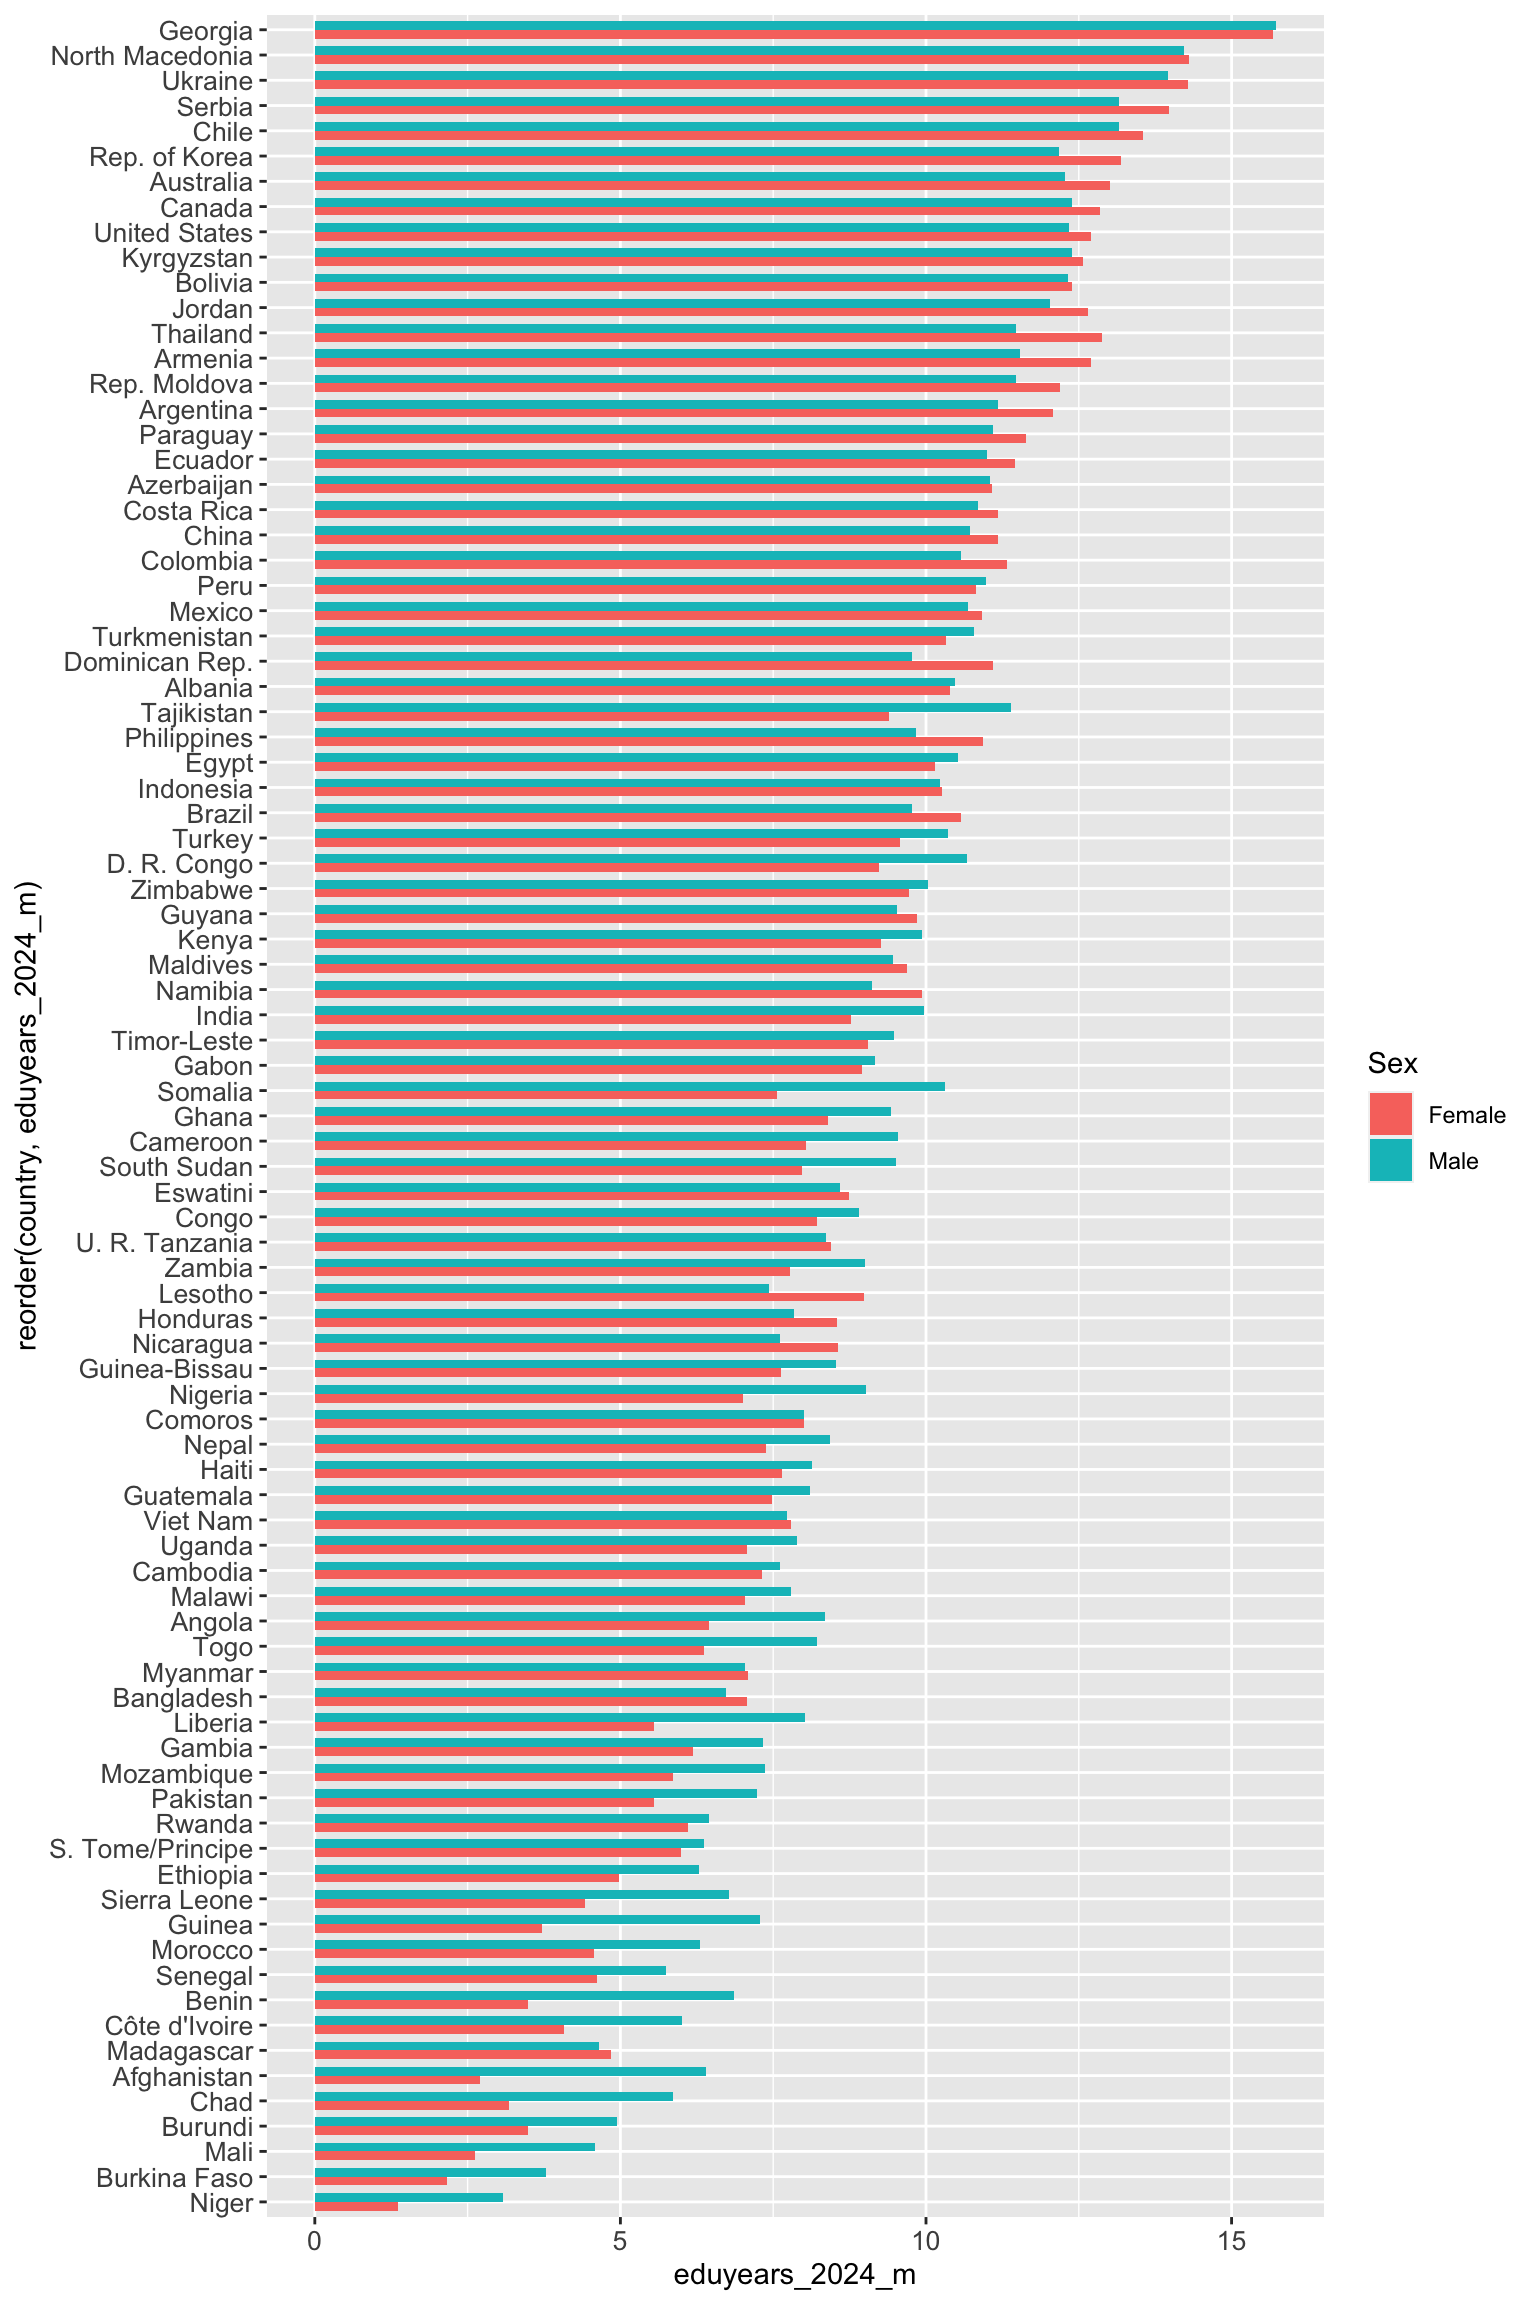 Georgia
North Macedonia
Ukraine
Serbia
Chile
Rep. of Korea
Australia
Canada
United States
Kyrgyzstan
Bolivia
Jordan
Thailand
Armenia
Rep. Moldova
Argentina
Paraguay
Ecuador
Azerbaijan
Costa Rica
China
Colombia
Peru
Mexico
Turkmenistan
Dominican Rep.
Albania
Tajikistan
Philippines
Egypt
Indonesia
Brazil
Turkey
D. R. Congo
Zimbabwe
Guyana
Kenya
Maldives
Namibia
India
Timor-Leste
Gabon
Somalia
Ghana
Cameroon
South Sudan
Eswatini
Congo
U. R. Tanzania
Zambia
Lesotho
Honduras
Nicaragua
Guinea-Bissau
Nigeria
Comoros
Nepal
Haiti
Guatemala
Viet Nam
Uganda
Cambodia
Malawi
Angola
Togo
Myanmar
Bangladesh
Liberia
Gambia
Mozambique
Pakistan
Rwanda
S. Tome/Principe
Ethiopia
Sierra Leone
Guinea
Morocco
Senegal
Benin
Côte d'Ivoire
Madagascar
Afghanistan
Chad
Burundi
Mali
Burkina Faso
Niger
0 5 10 15
eduyears_2024_m
reorder(country, eduyears_2024_m)
Sex
Female
Male